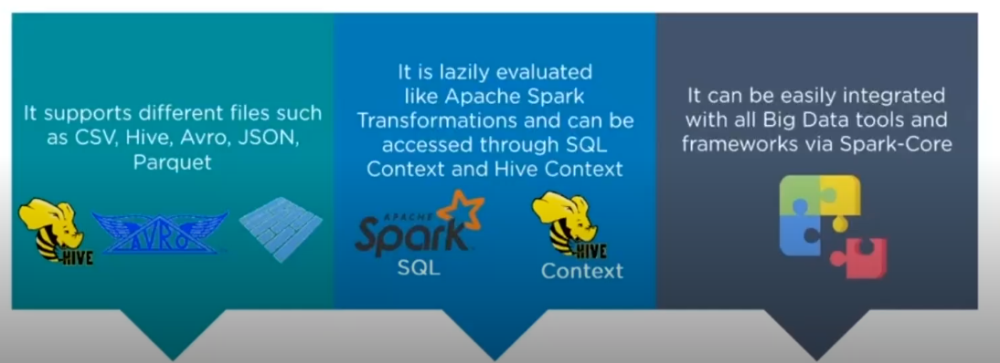 It supports different files such
as CSV, Hive, Avro, JSON,
Parquet
HIVE
AVRO
It is lazily evaluated
like Apache Spark
Transformations and can be
accessed through SQL
Context and Hive Context
APACHE
Spark
SQL
HIVE
Context
It can be easily integrated
with all Big Data tools and
frameworks via Spark-Core